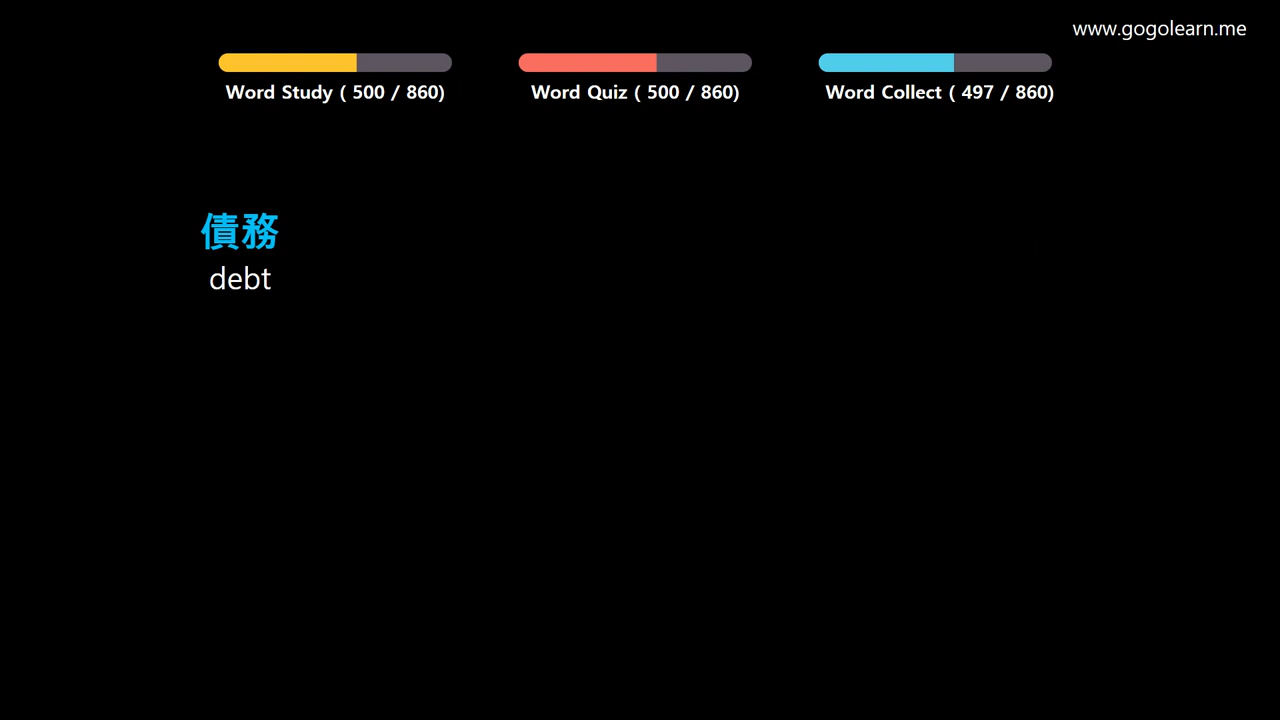 www.gogolearn.me
Word Study ( 500 / 860)
Word Quiz ( 500 / 860)
Word Collect ( 497 / 860)
債務
debt